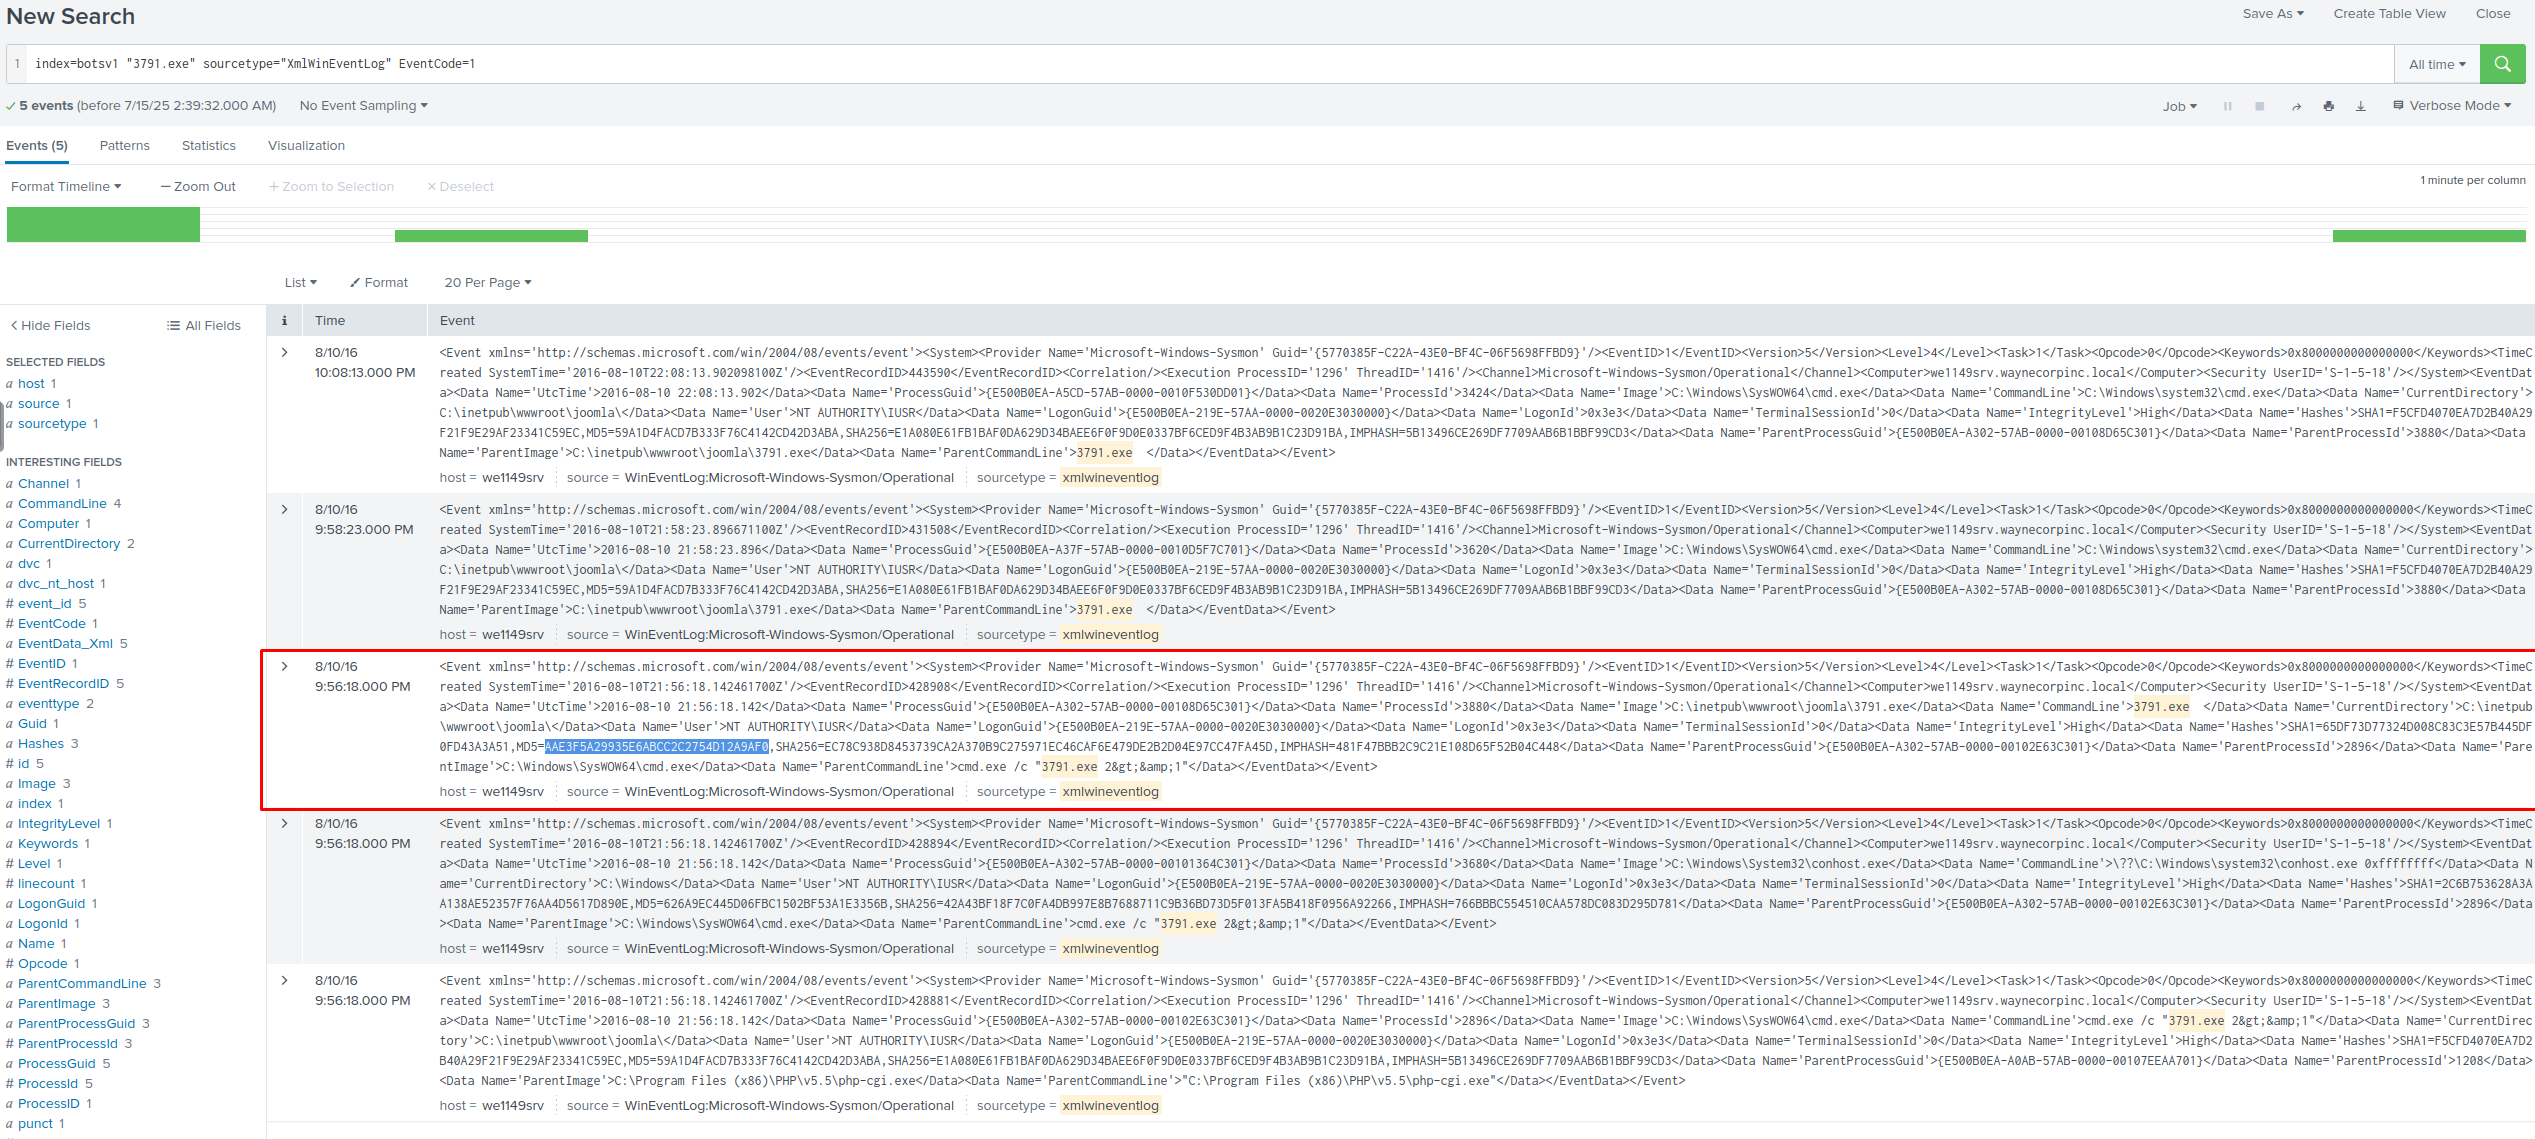 New Search
Save As
Create Table View
Close
1 index=botsv1 "3791.exe" sourcetype="XmlWinEventLog" EventCode=1
All time
5 events (before 7/15/25 2:39:32.000 AM)
No Event Sampling
Job
Verbose Mode
Events (5)
Patterns
Statistics
Visualization
Format Timeline
— Zoom Out
+ Zoom to Selection
× Deselect
1 minute per column
List
Format
20 Per Page
< Hide Fields
All Fields
SELECTED FIELDS
a host 1
a source 1
a sourcetype 1
INTERESTING FIELDS
a Channel 1
a CommandLine 4
a Computer 1
a CurrentDirectory 2
a dvc 1
a dvc_nt_host 1
# event_id 5
# EventCode 1
a EventData_Xml 5
# EventID 1
# EventRecordID 5
a eventtype 2
a Guid 1
a Hashes 3
# id 5
a Image 3
a index 1
a IntegrityLevel 1
a Keywords 1
# Level 1
# linecount 1
a LogonGuid 1
a LogonId 1
a Name 1
# Opcode 1
a ParentCommandLine 3
a ParentImage 3
a ParentProcessGuid 3
# ParentProcessId 3
a ProcessGuid 5
# ProcessId 5
a ProcessID 1
a punct 1
i
Time
Event
8/10/16
10:08:13.000 PM
<Event xmlns='http://schemas.microsoft.com/win/2004/08/events/event'><System><Provider Name='Microsoft-Windows-Sysmon' Guid='{5770385F-C22A-43E0-BF4C-06F5698FFBD9}'/><EventID>1</EventID><Version>5</Version><Level>4</Level><Task>1</Task><Opcode>0</Opcode><Keywords>0x8000000000000000</Keywords><TimeC
reated SystemTime='2016-08-10T22:08:13.902098100Z'/><EventRecordID>443590</EventRecordID><Correlation/><Execution ProcessID='1296' ThreadID='1416'/><Channel>Microsoft-Windows-Sysmon/Operational</Channel><Computer>we1149srv.waynecorpinc.local</Computer><Security UserID='S-1-5-18'/></System><EventDat
a><Data Name='UtcTime'>2016-08-10 22:08:13.902</Data><Data Name='ProcessGuid'>{E500B0EA-A5CD-57AB-0000-0010F530DD01}</Data><Data Name='ProcessId'>3424</Data><Data Name='Image'>C:\Windows\SysWOW64\cmd.exe</Data><Data Name='CommandLine'>C:\Windows\system32\cmd.exe</Data><Data Name='CurrentDirectory'>
C:\inetpub\wwwroot\joomla\</Data><Data Name='User'>NT AUTHORITY\IUSR</Data><Data Name='LogonGuid'>{E500B0EA-219E-57AA-0000-0020E3030000}</Data><Data Name='LogonId'>0x3e3</Data><Data Name='TerminalSessionId'>0</Data><Data Name='IntegrityLevel'>High</Data><Data Name='Hashes'>SHA1=F5CFD4070EA7D2B40A29
F21F9E29AF23341C59EC,MD5=59A1D4FACD7B333F76C4142CD42D3ABA,SHA256=E1A080E61FB1BAF0DA629D34BAEE6F0F9D0E0337BF6CED9F4B3AB9B1C23D91BA,IMPHASH=5B13496CE269DF7709AAB6B1BBF99CD3</Data><Data Name='ParentProcessGuid'>{E500B0EA-A302-57AB-0000-00108D65C301}</Data><Data Name='ParentProcessId'>3880</Data><Data
Name='ParentImage'>C:\inetpub\wwwroot\joomla\3791.exe</Data><Data Name='ParentCommandLine'>3791.exe </Data></EventData></Event>
host = we1149srv source = WinEventLog:Microsoft-Windows-Sysmon/Operational sourcetype = xmlwineventlog
8/10/16
9:58:23.000 PM
<Event xmlns='http://schemas.microsoft.com/win/2004/08/events/event'><System><Provider Name='Microsoft-Windows-Sysmon' Guid='{5770385F-C22A-43E0-BF4C-06F5698FFBD9}'/><EventID>1</EventID><Version>5</Version><Level>4</Level><Task>1</Task><Opcode>0</Opcode><Keywords>0x8000000000000000</Keywords><TimeC
reated SystemTime='2016-08-10T21:58:23.896671100Z'/><EventRecordID>431508</EventRecordID><Correlation/><Execution ProcessID='1296' ThreadID='1416'/><Channel>Microsoft-Windows-Sysmon/Operational</Channel><Computer>we1149srv.waynecorpinc.local</Computer><Security UserID='S-1-5-18'/></System><EventDat
a><Data Name='UtcTime'>2016-08-10 21:58:23.896</Data><Data Name='ProcessGuid'>{E500B0EA-A37F-57AB-0000-0010D5F7C701}</Data><Data Name='ProcessId'>3620</Data><Data Name='Image'>C:\Windows\SysWOW64\cmd.exe</Data><Data Name='CommandLine'>C:\Windows\system32\cmd.exe</Data><Data Name='CurrentDirectory'>
C:\inetpub\wwwroot\joomla\</Data><Data Name='User'>NT AUTHORITY\IUSR</Data><Data Name='LogonGuid'>{E500B0EA-219E-57AA-0000-0020E3030000}</Data><Data Name='LogonId'>0x3e3</Data><Data Name='TerminalSessionId'>0</Data><Data Name='IntegrityLevel'>High</Data><Data Name='Hashes'>SHA1=F5CFD4070EA7D2B40A29
F21F9E29AF23341C59EC,MD5=59A1D4FACD7B333F76C4142CD42D3ABA,SHA256=E1A080E61FB1BAF0DA629D34BAEE6F0F9D0E0337BF6CED9F4B3AB9B1C23D91BA,IMPHASH=5B13496CE269DF7709AAB6B1BBF99CD3</Data><Data Name='ParentProcessGuid'>{E500B0EA-A302-57AB-0000-00108D65C301}</Data><Data Name='ParentProcessId'>3880</Data><Data
Name='ParentImage'>C:\inetpub\wwwroot\joomla\3791.exe</Data><Data Name='ParentCommandLine'>3791.exe </Data></EventData></Event>
host = we1149srv source = WinEventLog:Microsoft-Windows-Sysmon/Operational sourcetype = xmlwineventlog
8/10/16
9:56:18.000 PM
<Event xmlns='http://schemas.microsoft.com/win/2004/08/events/event'><System><Provider Name='Microsoft-Windows-Sysmon' Guid='{5770385F-C22A-43E0-BF4C-06F5698FFBD9}'/><EventID>1</EventID><Version>5</Version><Level>4</Level><Task>1</Task><Opcode>0</Opcode><Keywords>0x8000000000000000</Keywords><TimeC
reated SystemTime='2016-08-10T21:56:18.142461700Z'/><EventRecordID>428908</EventRecordID><Correlation/><Execution ProcessID='1296' ThreadID='1416'/><Channel>Microsoft-Windows-Sysmon/Operational</Channel><Computer>we1149srv.waynecorpinc.local</Computer><Security UserID='S-1-5-18'/></System><EventDat
a><Data Name='UtcTime'>2016-08-10 21:56:18.142</Data><Data Name='ProcessGuid'>{E500B0EA-A302-57AB-0000-00108D65C301}</Data><Data Name='ProcessId'>3880</Data><Data Name='Image'>C:\inetpub\wwwroot\joomla\3791.exe</Data><Data Name='CommandLine'>3791.exe </Data><Data Name='CurrentDirectory'>C:\inetpub
\wwwroot\joomla\</Data><Data Name='User'>NT AUTHORITY\IUSR</Data><Data Name='LogonGuid'>{E500B0EA-219E-57AA-0000-0020E3030000}</Data><Data Name='LogonId'>0x3e3</Data><Data Name='TerminalSessionId'>0</Data><Data Name='IntegrityLevel'>High</Data><Data Name='Hashes'>SHA1=65DF73D77324D008C83C3E57B445DF
0FD43A3A51,MD5=AAE3F5A29935E6ABCC2C2754D12A9AF0,SHA256=EC78C938D8453739CA2A370B9C275971EC46CAF6E479DE2B2D04E97CC47FA45D,IMPHASH=481F47BBB2C9C21E108D65F52B04C448</Data><Data Name='ParentProcessGuid'>{E500B0EA-A302-57AB-0000-00102E63C301}</Data><Data Name='ParentProcessId'>2896</Data><Data Name='Pare
ntImage'>C:\Windows\SysWOW64\cmd.exe</Data><Data Name='ParentCommandLine'>cmd.exe /c "3791.exe 2&gt;&amp;1"</Data></EventData></Event>
host = we1149srv source = WinEventLog:Microsoft-Windows-Sysmon/Operational sourcetype = xmlwineventlog
8/10/16
9:56:18.000 PM
<Event xmlns='http://schemas.microsoft.com/win/2004/08/events/event'><System><Provider Name='Microsoft-Windows-Sysmon' Guid='{5770385F-C22A-43E0-BF4C-06F5698FFBD9}'/><EventID>1</EventID><Version>5</Version><Level>4</Level><Task>1</Task><Opcode>0</Opcode><Keywords>0x8000000000000000</Keywords><TimeC
reated SystemTime='2016-08-10T21:56:18.142461700Z'/><EventRecordID>428894</EventRecordID><Correlation/><Execution ProcessID='1296' ThreadID='1416'/><Channel>Microsoft-Windows-Sysmon/Operational</Channel><Computer>we1149srv.waynecorpinc.local</Computer><Security UserID='S-1-5-18'/></System><EventDat
a><Data Name='UtcTime'>2016-08-10 21:56:18.142</Data><Data Name='ProcessGuid'>{E500B0EA-A302-57AB-0000-00101364C301}</Data><Data Name='ProcessId'>3680</Data><Data Name='Image'>C:\Windows\System32\conhost.exe</Data><Data Name='CommandLine'>\??\C:\Windows\system32\conhost.exe 0xffffffff</Data><Data N
ame='CurrentDirectory'>C:\Windows</Data><Data Name='User'>NT AUTHORITY\IUSR</Data><Data Name='LogonGuid'>{E500B0EA-219E-57AA-0000-0020E3030000}</Data><Data Name='LogonId'>0x3e3</Data><Data Name='TerminalSessionId'>0</Data><Data Name='IntegrityLevel'>High</Data><Data Name='Hashes'>SHA1=2C6B753628A3A
A138AE52357F76AA4D5617D890E,MD5=626A9EC445D06FBC1502BF53A1E3356B,SHA256=42A43BF18F7C0FA4DB997E8B7688711C9B36BD73D5F013FA5B418F0956A92266,IMPHASH=766BBBC554510CAA578DC083D295D781</Data><Data Name='ParentProcessGuid'>{E500B0EA-A302-57AB-0000-00102E63C301}</Data><Data Name='ParentProcessId'>2896</Data
><Data Name='ParentImage'>C:\Windows\SysWOW64\cmd.exe</Data><Data Name='ParentCommandLine'>cmd.exe /c "3791.exe 2&gt;&amp;1"</Data></EventData></Event>
host = we1149srv source = WinEventLog:Microsoft-Windows-Sysmon/Operational sourcetype = xmlwineventlog
8/10/16
9:56:18.000 PM
<Event xmlns='http://schemas.microsoft.com/win/2004/08/events/event'><System><Provider Name='Microsoft-Windows-Sysmon' Guid='{5770385F-C22A-43E0-BF4C-06F5698FFBD9}'/><EventID>1</EventID><Version>5</Version><Level>4</Level><Task>1</Task><Opcode>0</Opcode><Keywords>0x8000000000000000</Keywords><TimeC
reated SystemTime='2016-08-10T21:56:18.142461700Z'/><EventRecordID>428881</EventRecordID><Correlation/><Execution ProcessID='1296' ThreadID='1416'/><Channel>Microsoft-Windows-Sysmon/Operational</Channel><Computer>we1149srv.waynecorpinc.local</Computer><Security UserID='S-1-5-18'/></System><EventDat
a><Data Name='UtcTime'>2016-08-10 21:56:18.142</Data><Data Name='ProcessGuid'>{E500B0EA-A302-57AB-0000-00102E63C301}</Data><Data Name='ProcessId'>2896</Data><Data Name='Image'>C:\Windows\SysWOW64\cmd.exe</Data><Data Name='CommandLine'>cmd.exe /c "3791.exe 2&gt;&amp;1"</Data><Data Name='CurrentDirec
tory'>C:\inetpub\wwwroot\joomla\</Data><Data Name='User'>NT AUTHORITY\IUSR</Data><Data Name='LogonGuid'>{E500B0EA-219E-57AA-0000-0020E3030000}</Data><Data Name='LogonId'>0x3e3</Data><Data Name='TerminalSessionId'>0</Data><Data Name='IntegrityLevel'>High</Data><Data Name='Hashes'>SHA1=F5CFD4070EA7D2
B40A29F21F9E29AF23341C59EC,MD5=59A1D4FACD7B333F76C4142CD42D3ABA,SHA256=E1A080E61FB1BAF0DA629D34BAEE6F0F9D0E0337BF6CED9F4B3AB9B1C23D91BA,IMPHASH=5B13496CE269DF7709AAB6B1BBF99CD3</Data><Data Name='ParentProcessGuid'>{E500B0EA-A0AB-57AB-0000-00107EEAA701}</Data><Data Name='ParentProcessId'>1208</Data>
<Data Name='ParentImage'>C:\Program Files (x86)\PHP\v5.5\php-cgi.exe</Data><Data Name='ParentCommandLine'>"C:\Program Files (x86)\PHP\v5.5\php-cgi.exe"</Data></EventData></Event>
host = we1149srv source = WinEventLog:Microsoft-Windows-Sysmon/Operational sourcetype = xmlwineventlog